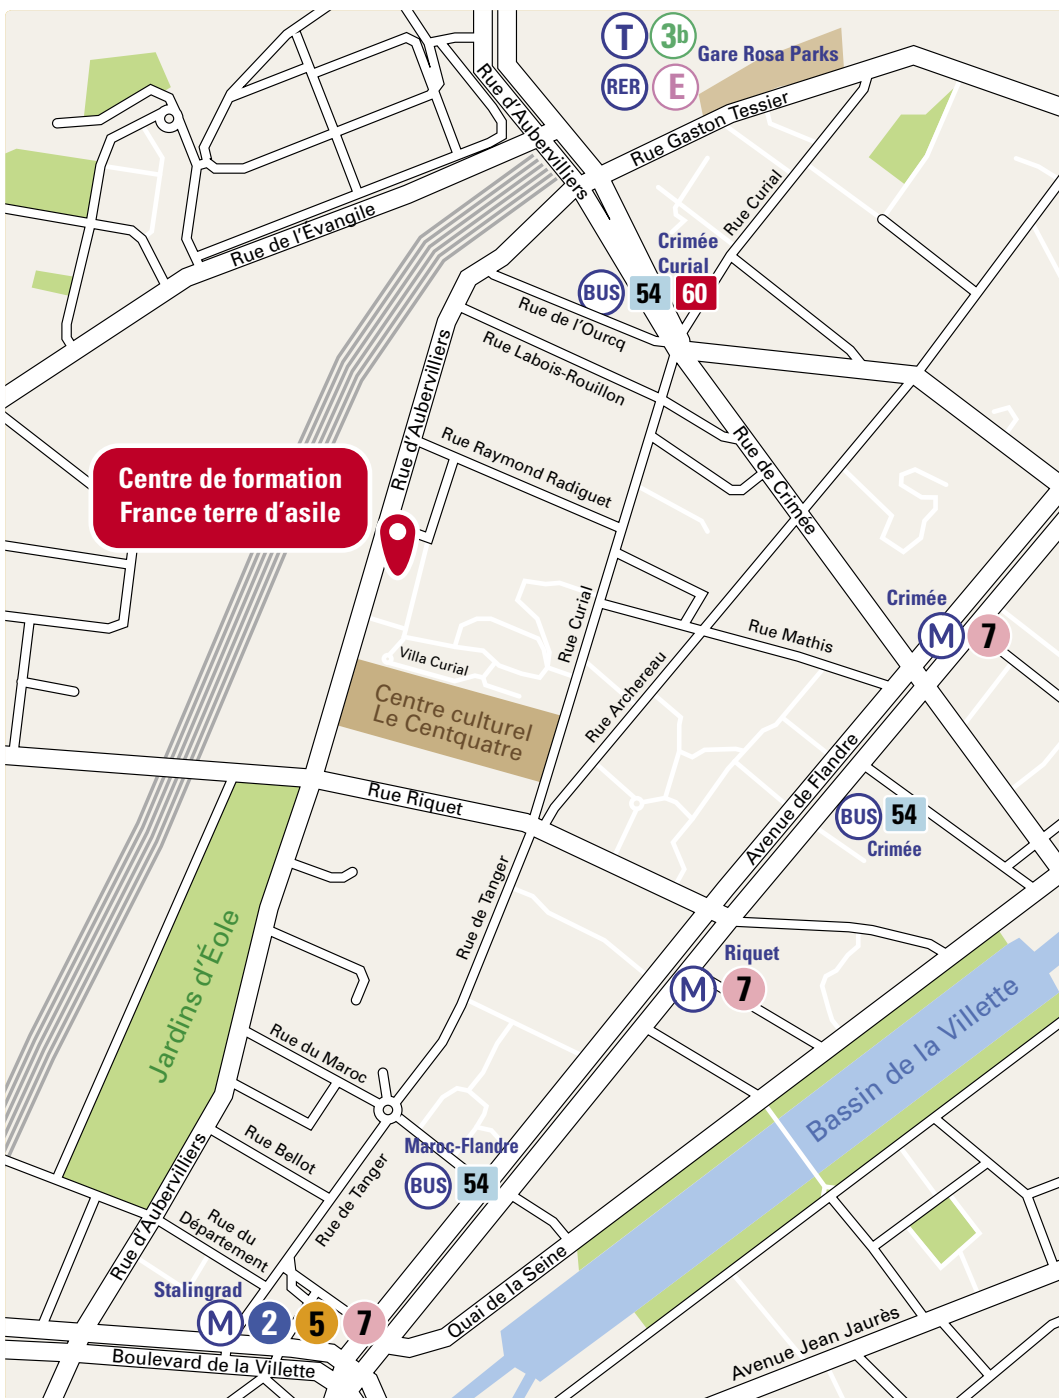 T
3b
Gare Rosa Parks
RER
E
Rue d'Aubervilliers
Rue Gaston Tessier
Rue Curial
Rue de l'Évangile
Crimée
Curial
BUS
54
60
Rue de l'Ourcq
Rue Labois-Rouillon
Rue d'Aubervilliers
Rue Raymond Radiguet
Rue de Crimée
Centre de formation
France terre d'asile
Crimée
M
7
Rue Curial
Rue Mathis
Villa Curial
Rue Archereau
Centre culturel
Le Centquatre
Rue Riquet
Avenue de Flandre
BUS
54
Crimée
Rue de Tanger
Jardins d'Éole
Riquet
M
7
Bassin de la Villette
Rue du Maroc
Rue Bellot
Maroc-Flandre
BUS
54
Rue d'Aubervilliers
Rue de Tanger
Rue du
Département
Quai de la Seine
Stalingrad
M
2
5
7
Boulevard de la Villette
Avenue Jean Jaurès